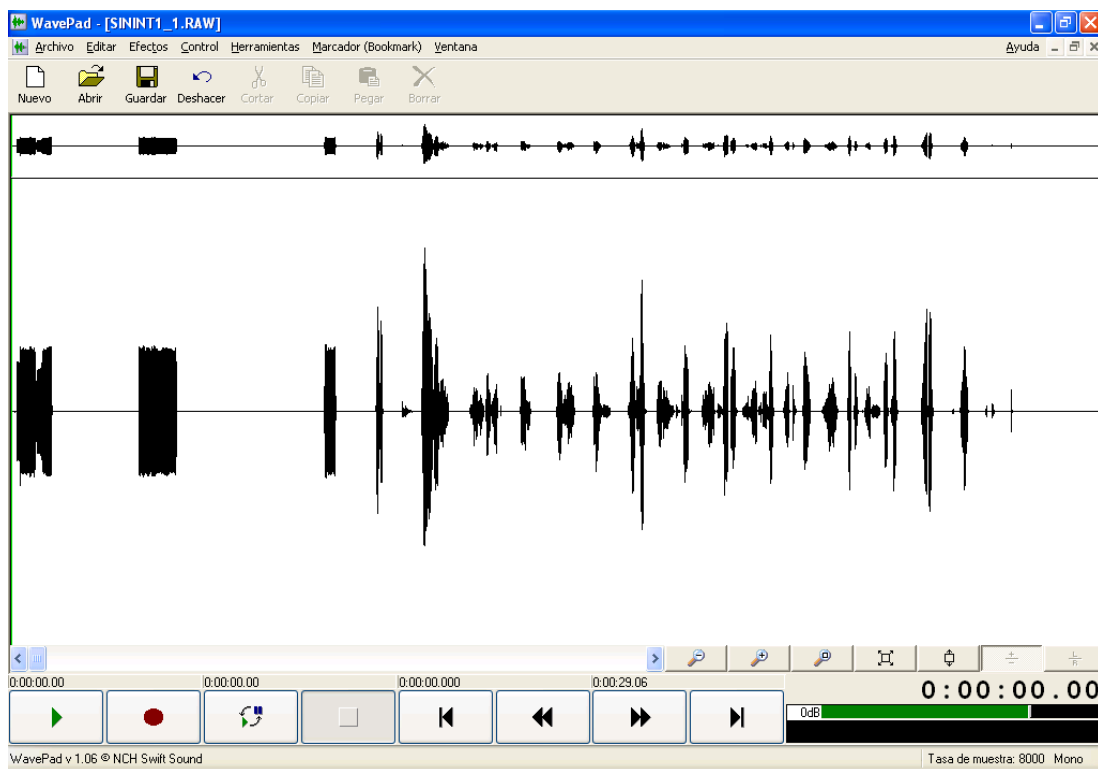 WavePad - [SININT1_1.RAW]
Archivo Editar Efectos Control Herramientas Marcador (Bookmark) Ventana Ayuda
Nuevo Abrir Guardar Deshacer Cortar Copiar Pegar Borrar
0:00:00.00 0:00:00.00 0:00:00.000 0:00:29.06
0:00:00.00
0dB
WavePad v 1.06 © NCH Swift Sound Tasa de muestra: 8000 Mono